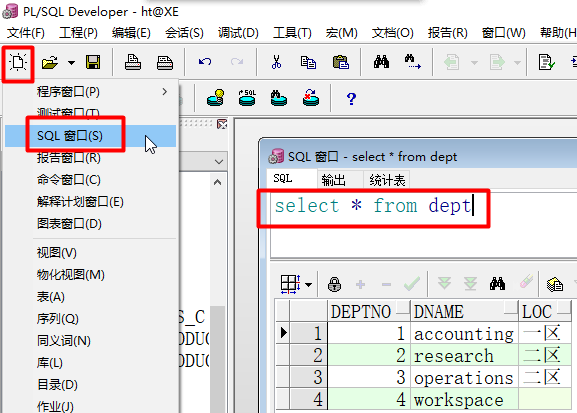 PL/SQL Developer - ht@XE
文件(F) 工程(P) 编辑(E) 会话(S) 调试(D) 工具(T) 宏(M) 文档(O) 报告(R) 窗口(W) 帮助(H)
程序窗口(P)
测试窗口(T)
SQL 窗口(S)
报告窗口(R)
命令窗口(C)
解释计划窗口(E)
图表窗口(D)
视图(V)
物化视图(M)
表(A)
序列(Q)
同义词(N)
库(L)
目录(D)
作业(J)
SQL
?
S_C
ODUC
ODUC
SQL 窗口 - select * from dept
SQL 输出 统计表
select * from dept
DEPTNO DNAME LOC
1 1 accounting 一区
2 2 research 二区
3 3 operations 二区
4 4 workspace